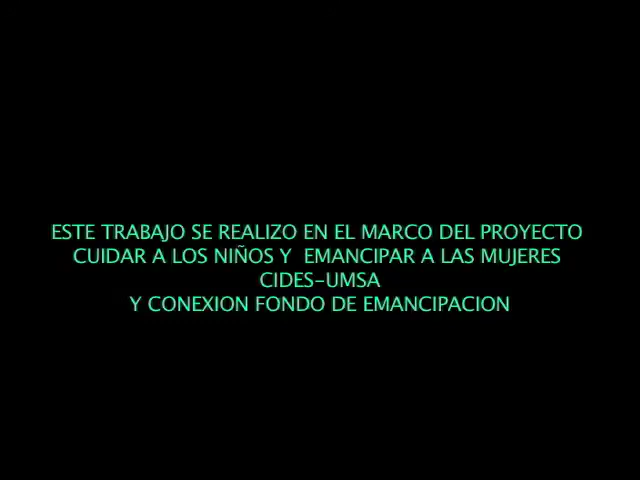 ESTE TRABAJO SE REALIZO EN EL MARCO DEL PROYECTO
CUIDAR A LOS NIÑOS Y  EMANCIPAR A LAS MUJERES
CIDES-UMSA
Y CONEXION FONDO DE EMANCIPACION